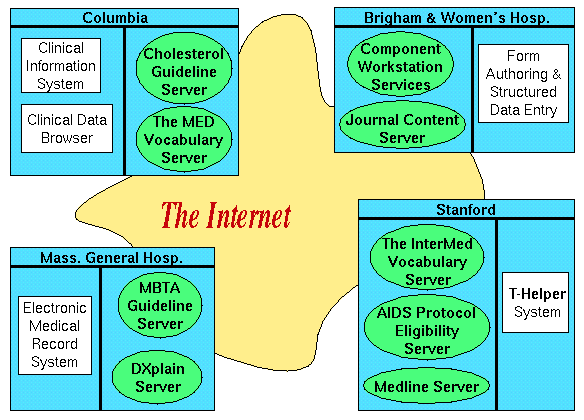 Columbia
Clinical
Information
System
Clinical Data
Browser
Cholesterol
Guideline
Server
The MED
Vocabulary
Server
Brigham & Women's Hosp.
Component
Workstation
Services
Journal Content
Server
Form
Authoring &
Structured
Data Entry
The Internet
Mass. General Hosp.
Electronic
Medical
Record
System
MBTA
Guideline
Server
DXplain
Server
Stanford
The InterMed
Vocabulary
Server
AIDS Protocol
Eligibility
Server
Medline Server
T-Helper
System